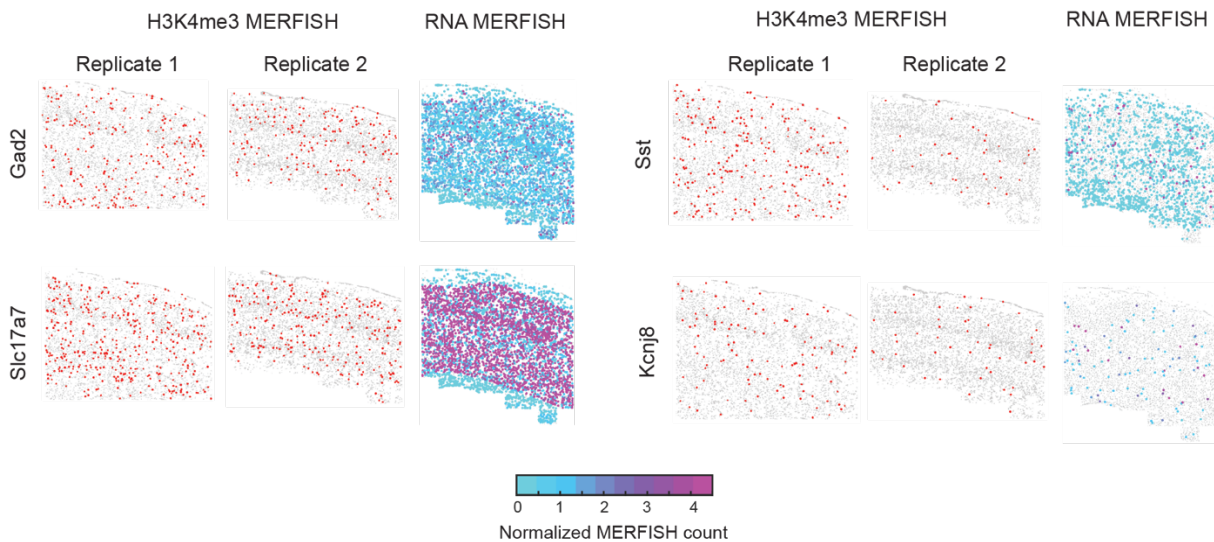 H3K4me3 MERFISH
RNA MERFISH
Replicate 1
Replicate 2
Gad2
Slc17a7
H3K4me3 MERFISH
RNA MERFISH
Replicate 1
Replicate 2
Sst
Kcnj8
0 1 2 3 4
Normalized MERFISH count